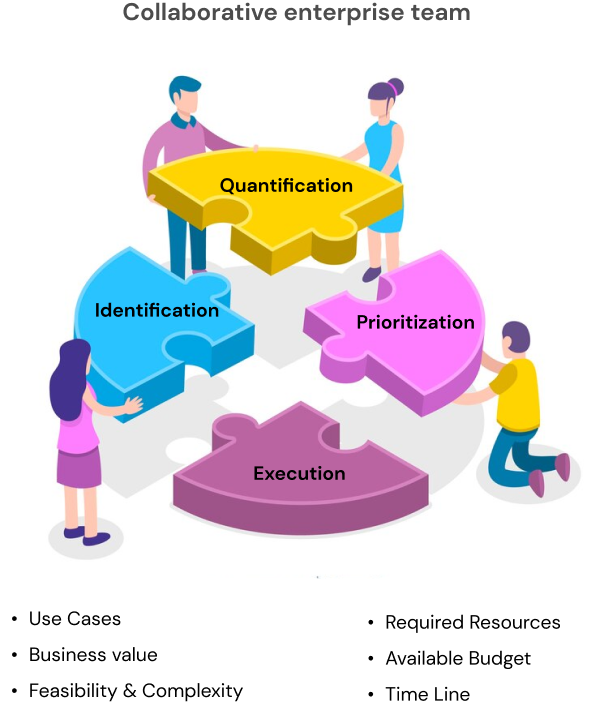 Collaborative enterprise team
Quantification
Identification
Prioritization
Execution
• Use Cases
• Business value
• Feasibility & Complexity
• Required Resources
• Available Budget
• Time Line